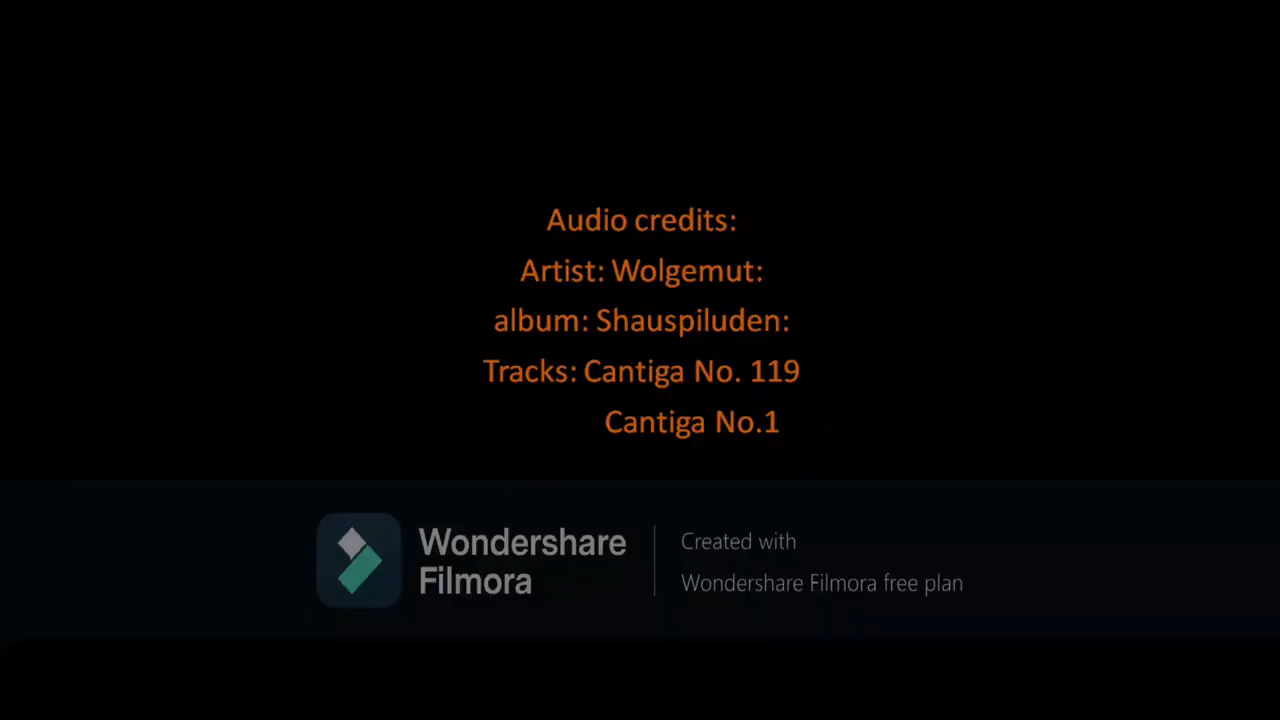 Audio credits:
Artist: Wolgemut:
album: Shauspiluden:
Tracks: Cantiga No. 119
Cantiga No.1
Wondershare
Filmora
Created with
Wondershare Filmora free plan